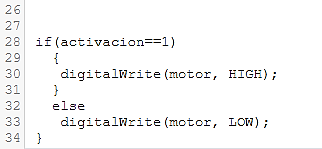 26
27
28 if(activacion==1)
29 {
30 digitalWrite(motor, HIGH);
31 }
32 else
33 digitalWrite(motor, LOW);
34 }